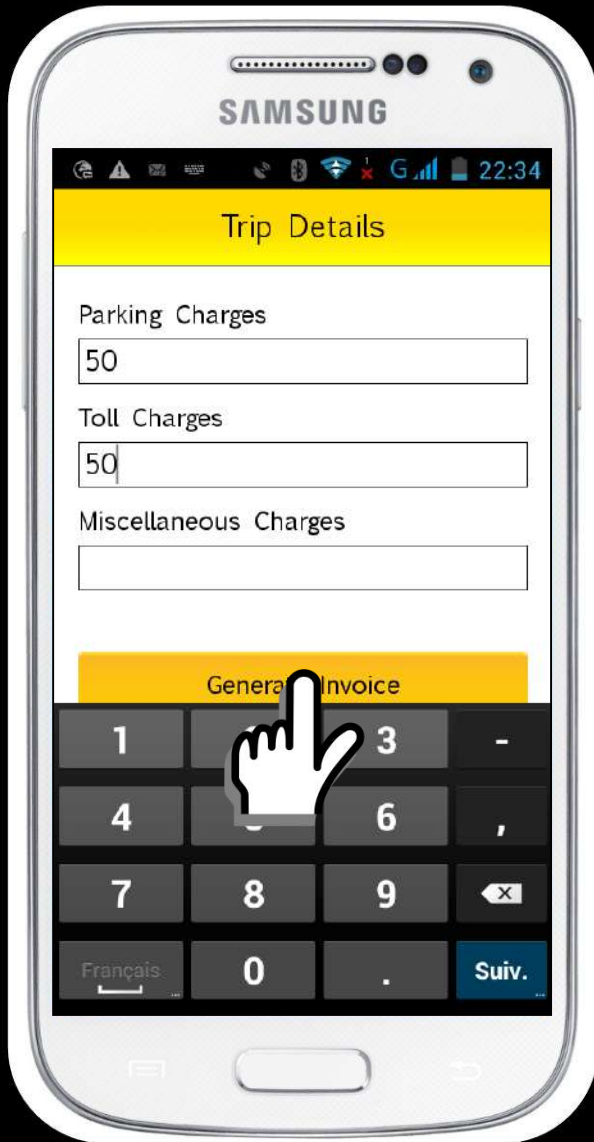 SAMSUNG
1
G
22:34
Trip Details
Parking Charges
50
Toll Charges
50
Miscellaneous Charges
Invoice
1
3
-
4
6
,
7
8
9
Français
0
.
Suiv.